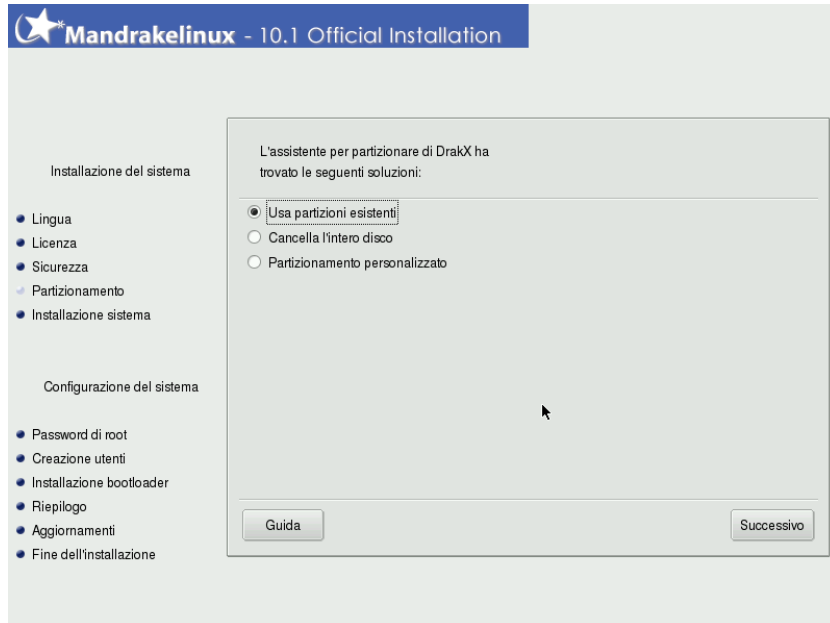 Mandrakelinux - 10.1 Official Installation
Installazione del sistema
Lingua
Licenza
Sicurezza
Partizionamento
Installazione sistema
Configurazione del sistema
Password di root
Creazione utenti
Installazione bootloader
Riepilogo
Aggiornamenti
Fine dell'installazione
L'assistente per partizionare di DrakX ha
trovato le seguenti soluzioni:
Usa partizioni esistenti
Cancella l'intero disco
Partizionamento personalizzato
Guida
Successivo